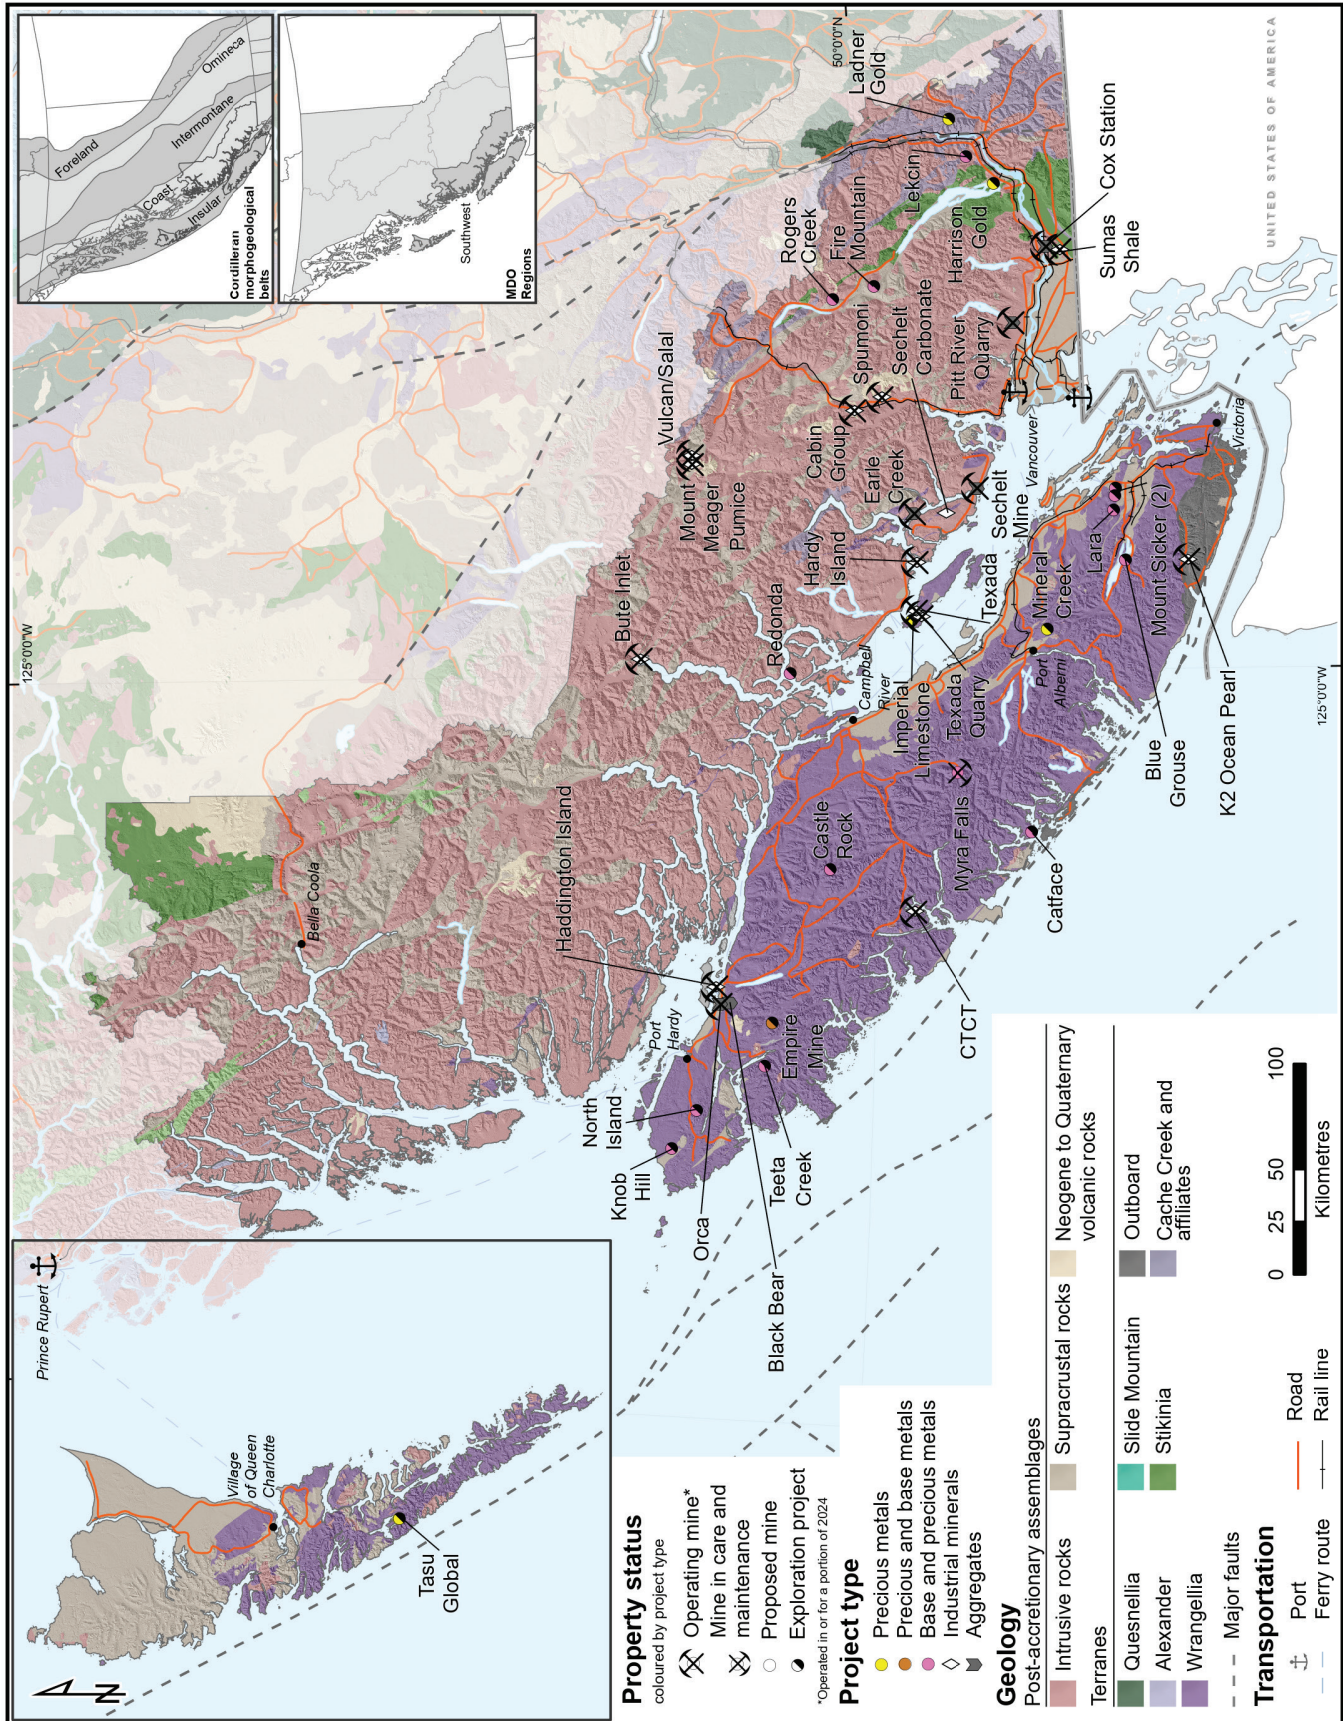 Prince Rupert
Village
of Queen
Charlotte
Tasu
Global
N
Foreland
Omineca
Intermontane
Coast
Insular
Cordilleran
morphogeological
belts
Southwest
MDO
Regions
125°0'0"W
50°0'0"N
Bella Coola
Haddington Island
Bute Inlet
Vulcan/Salal
Mount
Meager
Pumice
Redonda
Hardy
Island
Cabin
Group
Spumoni
Earle
Creek
Sechelt
Carbonate
Rogers
Creek
Fire
Mountain
Lekcin
Harrison
Gold
Ladner
Gold
Pitt River
Quarry
Cox Station
Sumas
Shale
UNITED STATES OF AMERICA
Port
Hardy
North
Island
Knob
Hill
Orca
Black Bear
Teeta
Creek
Empire
Mine
Castle
Rock
Campbell
River
Imperial
Limestone
Texada
Quarry
Texada
Sechelt
Mine
Vancouver
Mineral
Creek
Port
Alberni
Lara
Mount Sicker (2)
Victoria
Myra Falls
CTCT
Catface
Blue
Grouse
K2 Ocean Pearl
125°0'0"W
Property status
coloured by project type
Operating mine*
Mine in care and
maintenance
Proposed mine
Exploration project
*Operated in or for a portion of 2024
Project type
Precious metals
Precious and base metals
Base and precious metals
Industrial minerals
Aggregates
Geology
Post-accretionary assemblages
Intrusive rocks
Supracrustal rocks
Neogene to Quaternary
volcanic rocks
Terranes
Quesnellia
Slide Mountain
Outboard
Alexander
Stikinia
Cache Creek and
affiliates
Wrangellia
Major faults
Transportation
Port
Road
Ferry route
Rail line
0 25 50 100
Kilometres